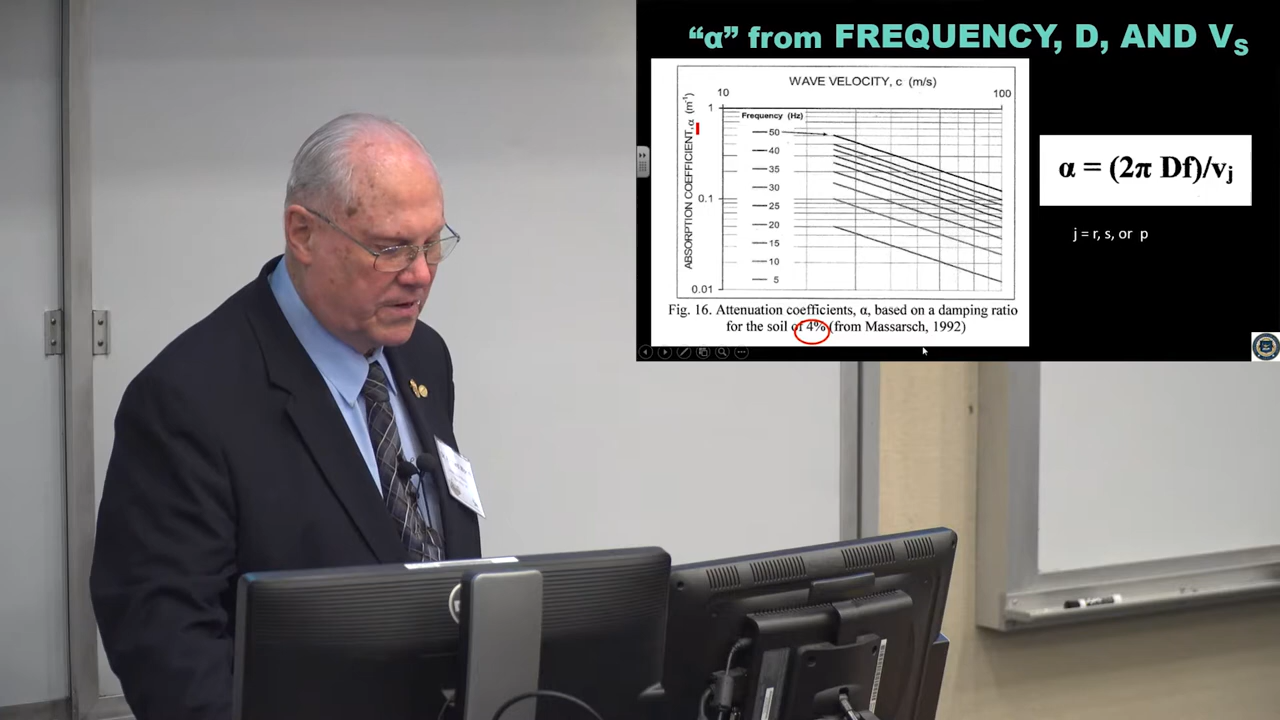 “α” from FREQUENCY, D, AND Vs
WAVE VELOCITY, c (m/s)
10
100
ABSORPTION COEFFICIENT, α (m⁻¹)
1
0.1
0.01
Frequency (Hz)
50
40
35
30
25
20
15
10
5
Fig. 16. Attenuation coefficients, α, based on a damping ratio
for the soil of 4% (from Massarsch, 1992)
α = (2π Df)/vj
j = r, s, or p